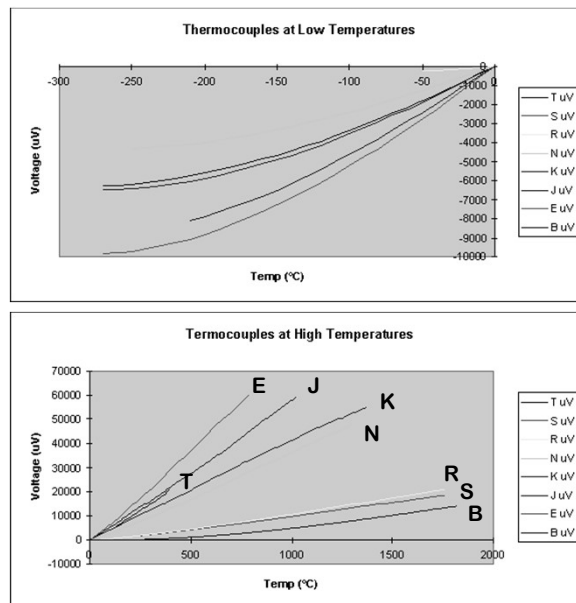 Thermocouples at Low Temperatures
-300 -250 -200 -150 -100 -50 0
0
-1000
-2000
-3000
-4000
-5000
-6000
-7000
-8000
-9000
-10000
Voltage (uV)
Temp (ºC)
T uV
S uV
R uV
N uV
K uV
J uV
E uV
B uV
Termocouples at High Temperatures
70000
60000
50000
40000
30000
20000
10000
0
-10000
Voltage (uV)
E
J
K
N
T
R
S
B
0 500 1000 1500 2000
Temp (ºC)
T uV
S uV
R uV
N uV
K uV
J uV
E uV
B uV